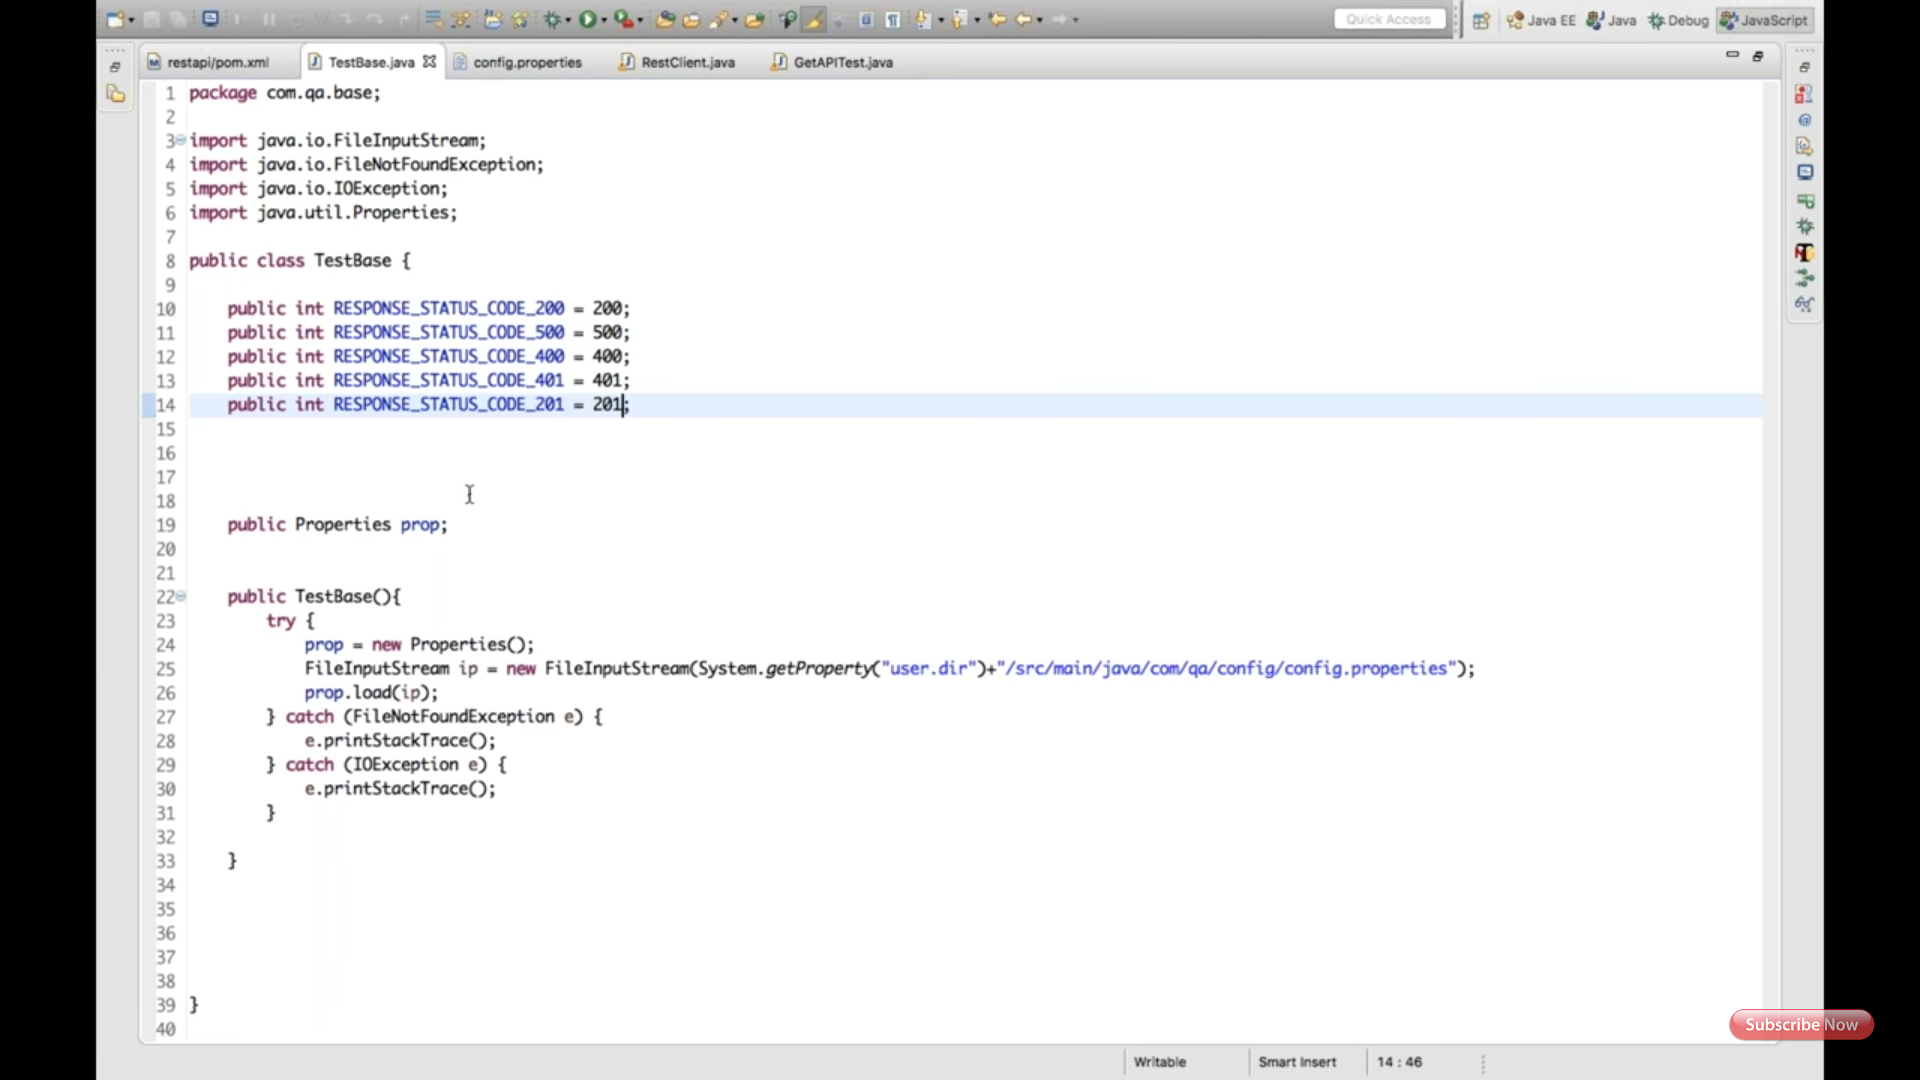 Quick Access
Java EE
Java
Debug
JavaScript
restapi/pom.xml
TestBase.java
config.properties
RestClient.java
GetAPITest.java
1 package com.qa.base;
2
3 import java.io.FileInputStream;
4 import java.io.FileNotFoundException;
5 import java.io.IOException;
6 import java.util.Properties;
7
8 public class TestBase {
9
10 public int RESPONSE_STATUS_CODE_200 = 200;
11 public int RESPONSE_STATUS_CODE_500 = 500;
12 public int RESPONSE_STATUS_CODE_400 = 400;
13 public int RESPONSE_STATUS_CODE_401 = 401;
14 public int RESPONSE_STATUS_CODE_201 = 201;
15
16
17
18
19 public Properties prop;
20
21
22 public TestBase(){
23 try {
24 prop = new Properties();
25 FileInputStream ip = new FileInputStream(System.getProperty("user.dir")+"/src/main/java/com/qa/config/config.properties");
26 prop.load(ip);
27 } catch (FileNotFoundException e) {
28 e.printStackTrace();
29 } catch (IOException e) {
30 e.printStackTrace();
31 }
32
33 }
34
35
36
37
38
39 }
40
Subscribe Now
Writable
Smart Insert
14 : 46